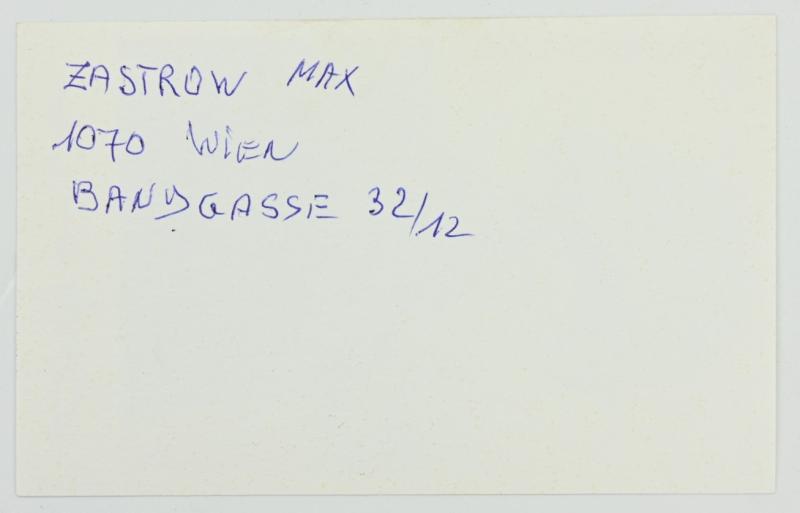 ZASTROW MAX
1070 WIEN
BANDGASSE 32/12